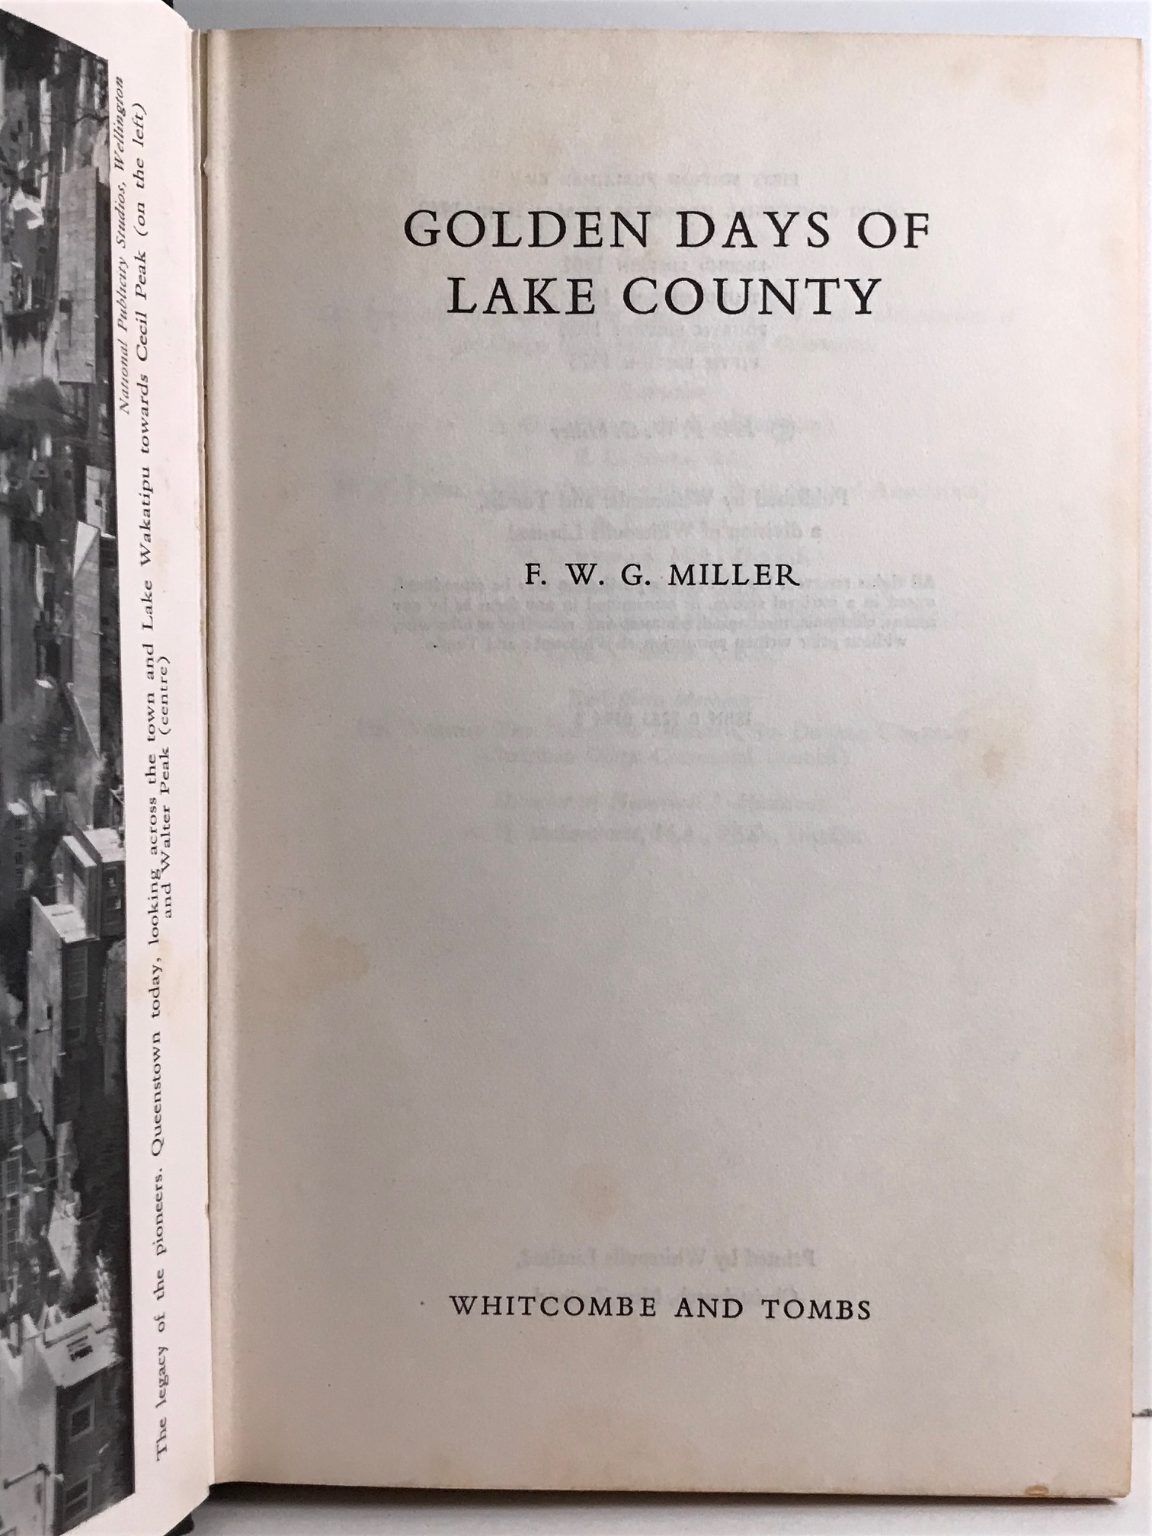 National Publicity Studios, Wellington
The legacy of the pioneers. Queenstown today, looking across the town and Lake Wakatipu towards Cecil Peak (on the left)
and Walter Peak (centre)
GOLDEN DAYS OF
LAKE COUNTY
F. W. G. MILLER
WHITCOMBE AND TOMBS